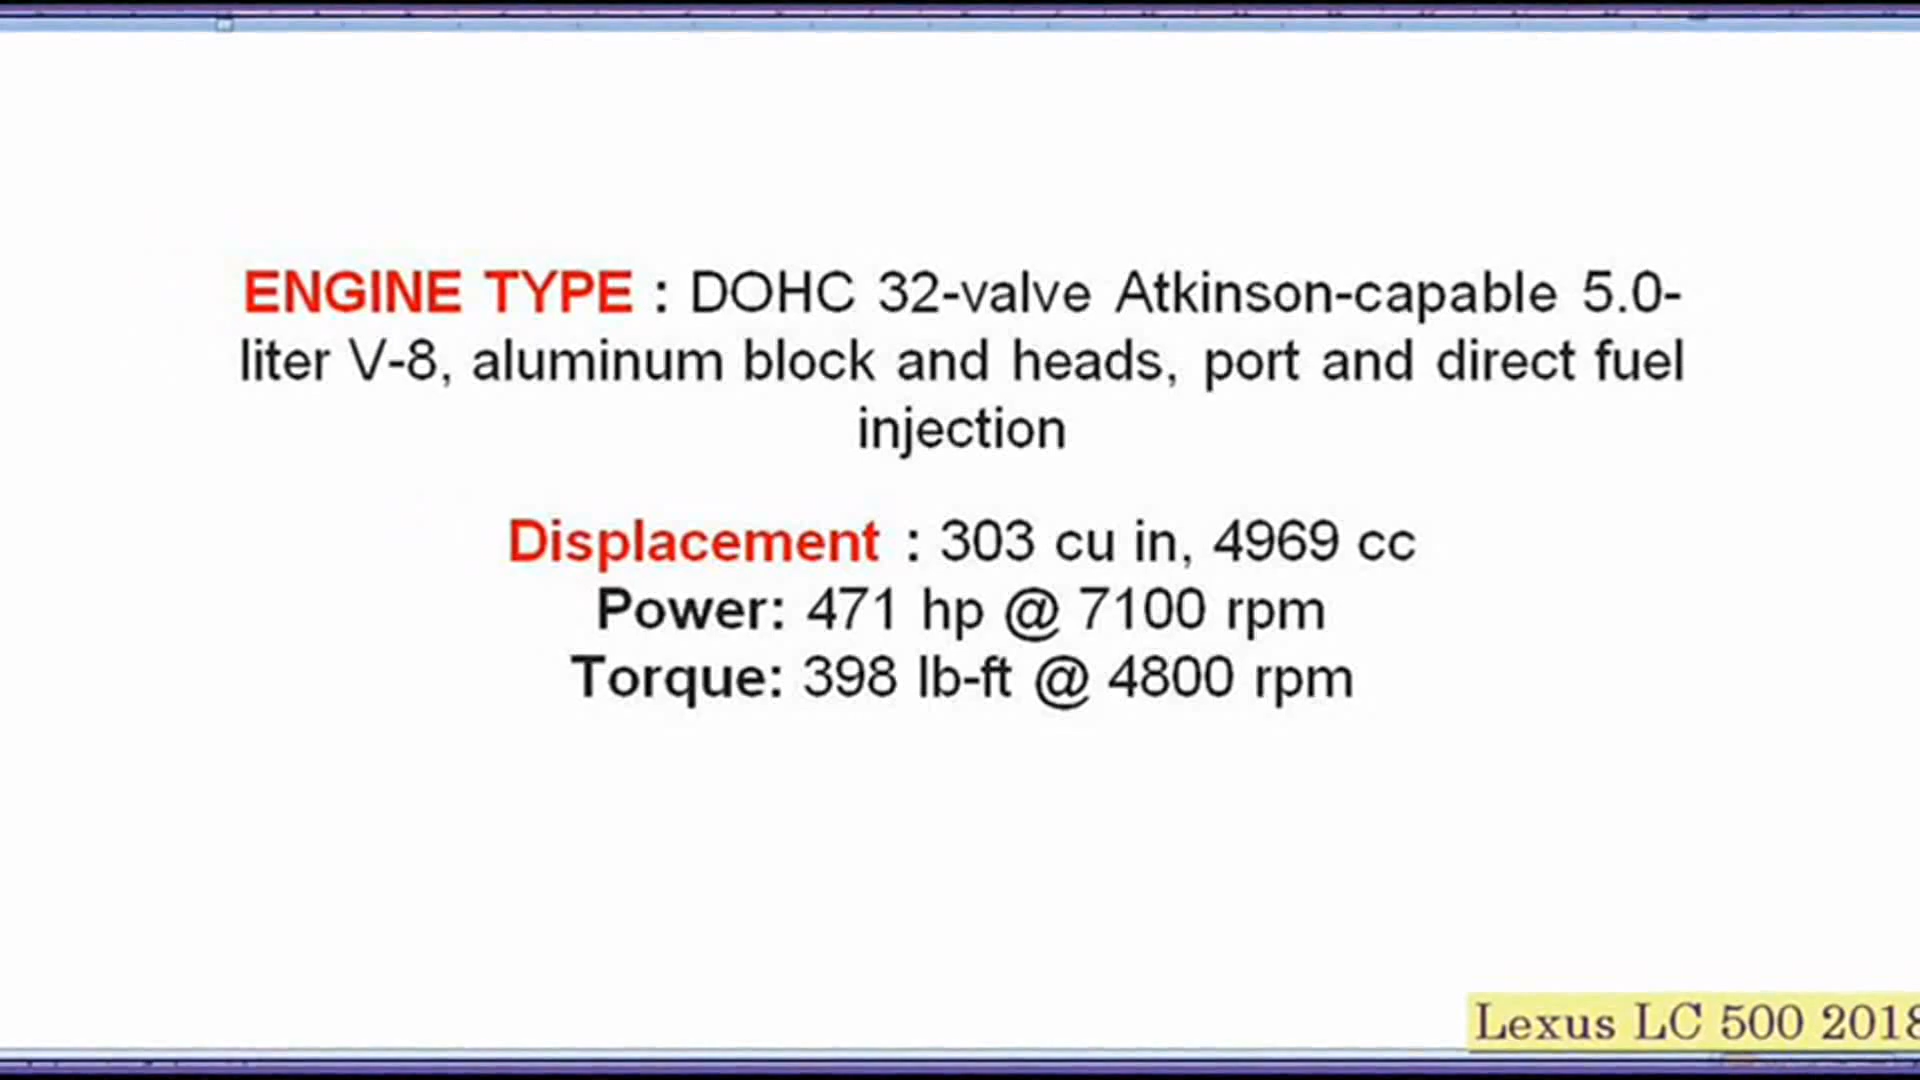 ENGINE TYPE : DOHC 32-valve Atkinson-capable 5.0-
liter V-8, aluminum block and heads, port and direct fuel
injection
Displacement : 303 cu in, 4969 cc
Power: 471 hp @ 7100 rpm
Torque: 398 lb-ft @ 4800 rpm
Lexus LC 500 2018